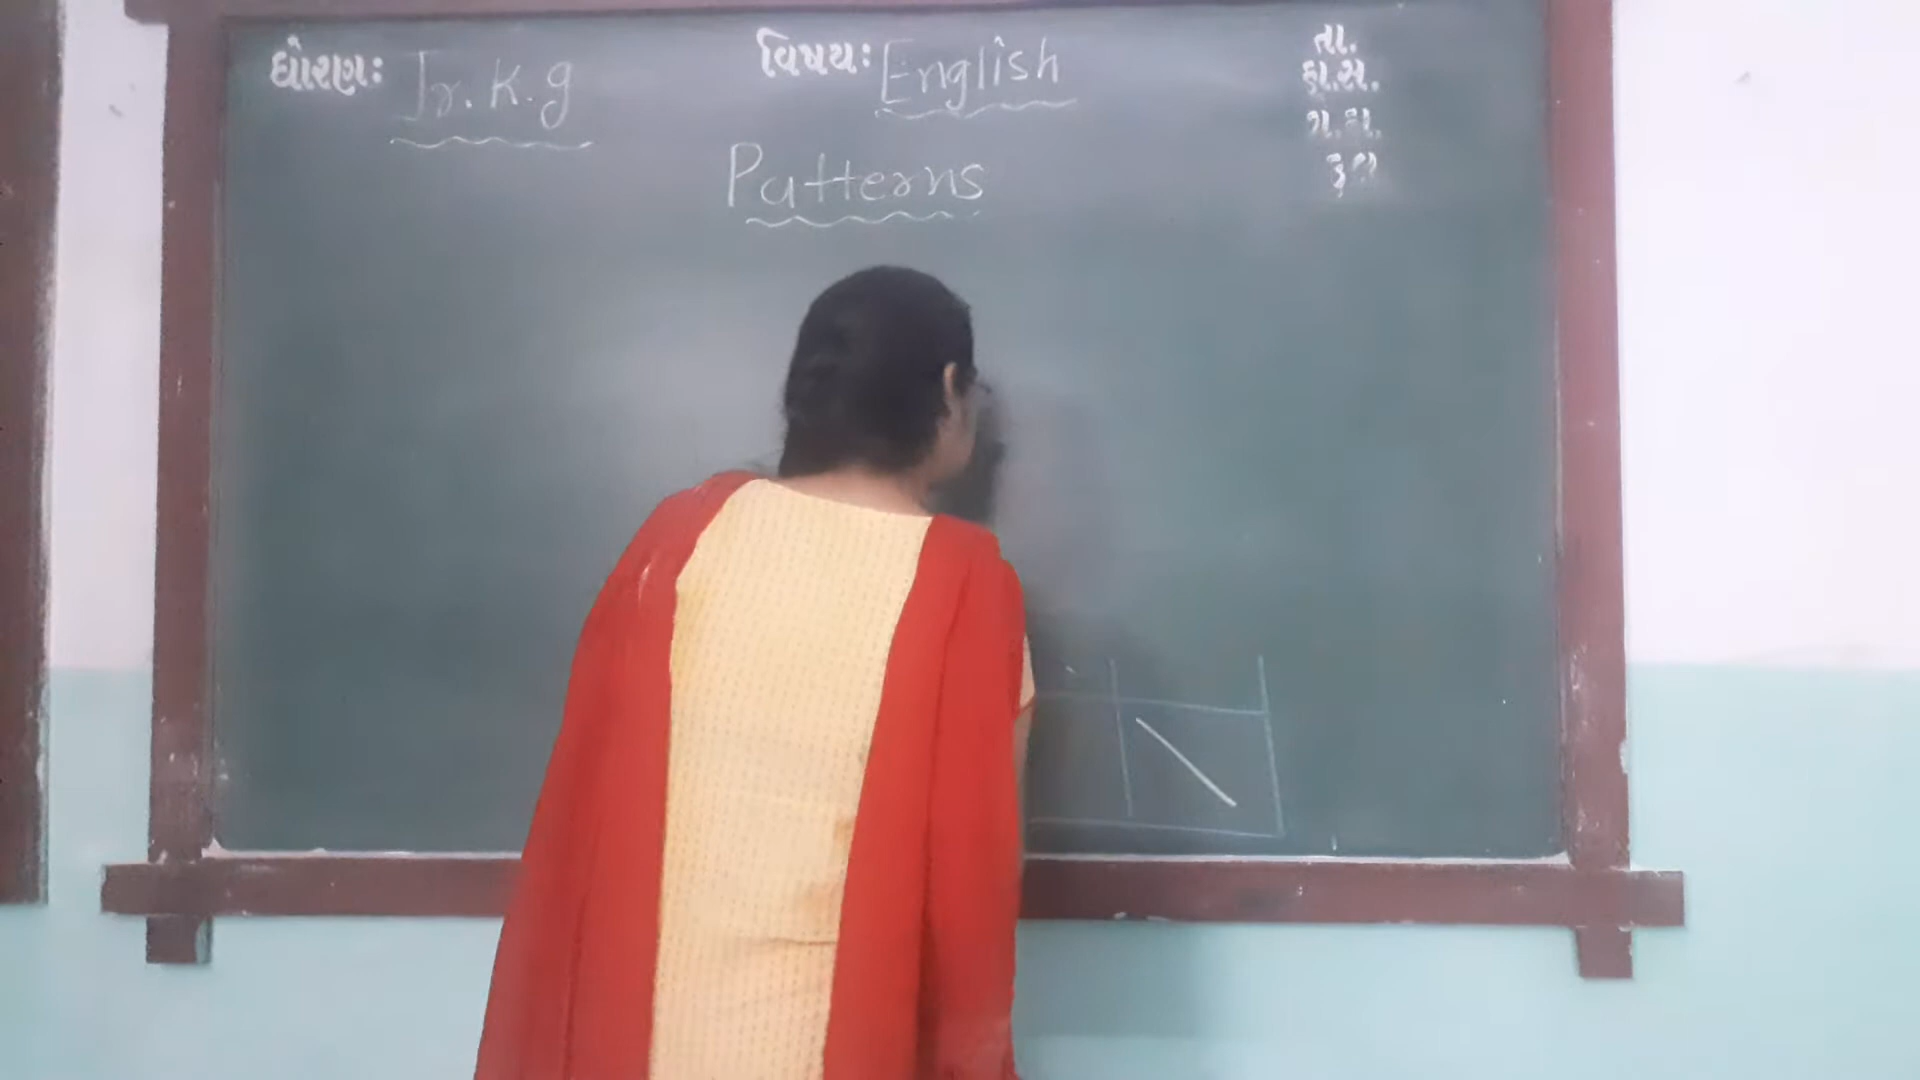 ધોરણ: Jr. K. g
વિષય: English
Patterns
તા.
હા.સ.
ગ.હા.
કુલ